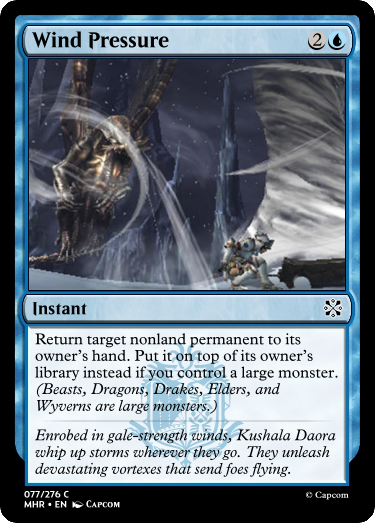 Wind Pressure 2
Instant
Return target nonland permanent to its
owner's hand. Put it on top of its owner's
library instead if you control a large monster.
(Beasts, Dragons, Drakes, Elders, and
Wyverns are large monsters.)
Enrobed in gale-strength winds, Kushala Daora
whip up storms wherever they go. They unleash
devastating vortexes that send foes flying.
077/276 C
MHR • EN Capcom
© Capcom